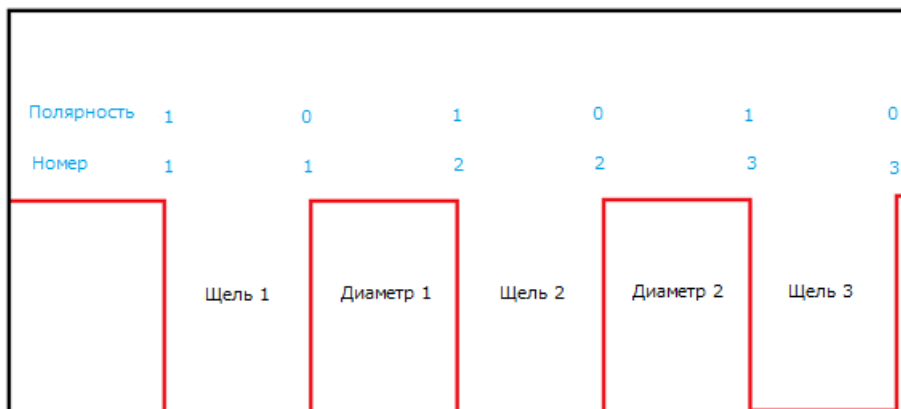 Полярность 1 0 1 0 1 0
Номер 1 1 2 2 3 3
Щель 1 Диаметр 1 Щель 2 Диаметр 2 Щель 3